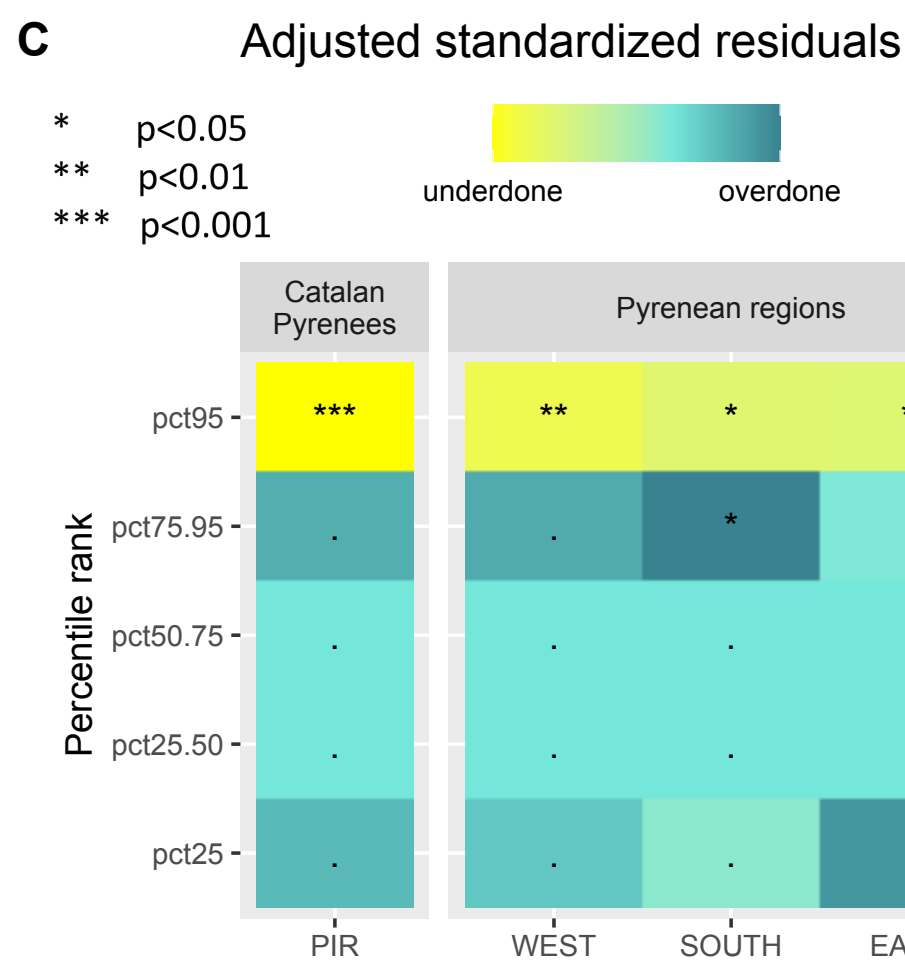 C
Adjusted standardized residuals
* p<0.05
** p<0.01
*** p<0.001
underdone overdone
Catalan
Pyrenees
Pyrenean regions
Percentile rank
pct95 *** ** *
pct75.95 . . *
pct50.75 . . .
pct25.50 . . .
pct25 . . .
PIR WEST SOUTH